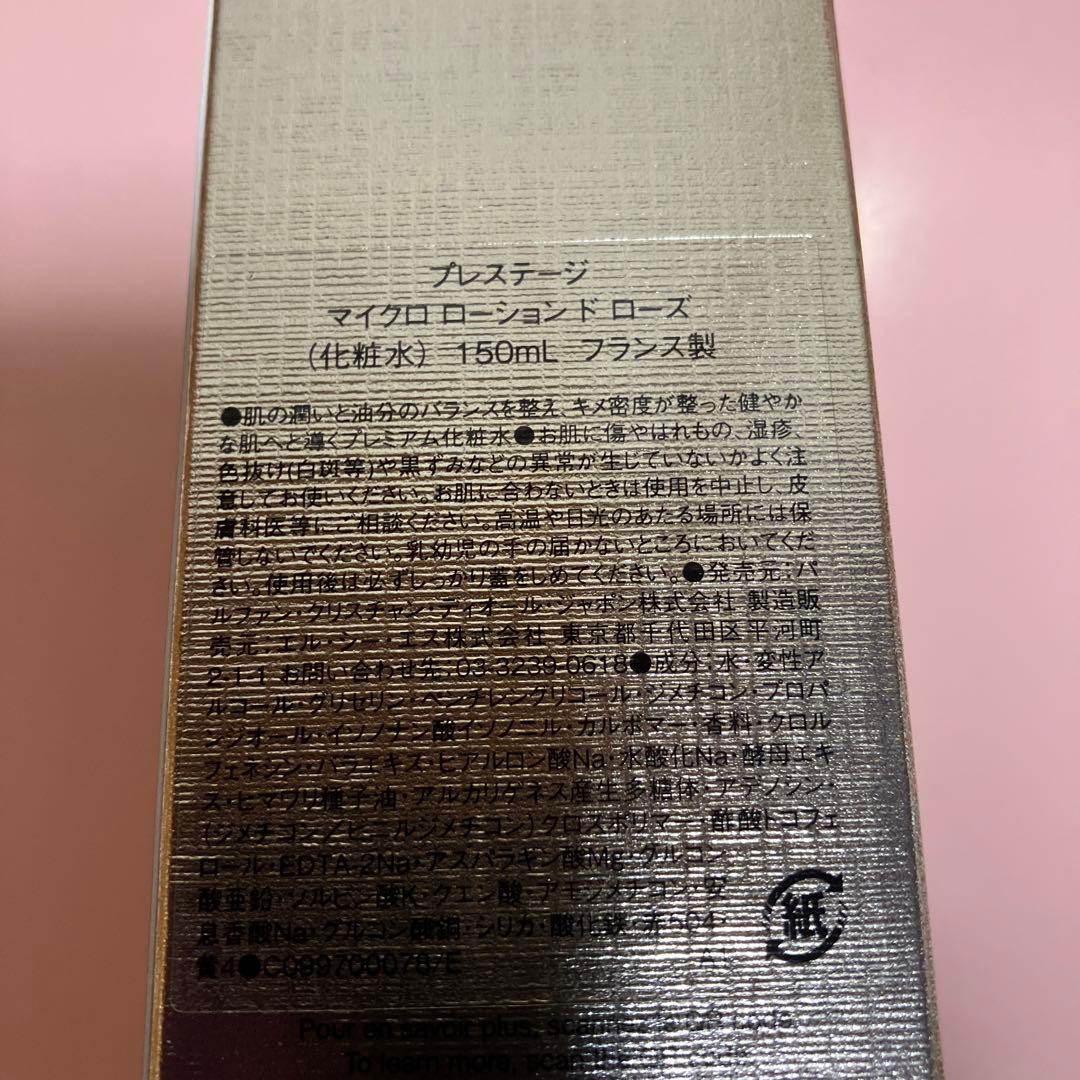 プレステージ
マイクロ ローション ド ローズ
(化粧水) 150mL フランス製
●肌の潤いと油分のバランスを整え、キメ密度が整った健やか
な肌へと導くプレミアム化粧水●お肌に傷やはれもの、湿疹、
色抜け(白斑等)や黒ずみなどの異常が生じていないかよく注
意してお使いください。お肌に合わないときは使用を中止し、皮
膚科医等にご相談ください。高温や日光のあたる場所には保
管しないでください。乳幼児の手の届かないところにおいてくだ
さい。使用後は必ずしっかり蓋をしめてください。●発売元:パ
ルファン・クリスチャン・ディオール・ジャポン株式会社 製造販
売元:エル・シー・エス株式会社 東京都千代田区平河町
2-1-1 お問い合わせ先:03-3239-0618●成分:水・変性ア
ルコール・グリセリン・ペンチレングリコール・ジメチコン・プロパ
ンジオール・イソノナン酸イソノニル・カルボマー・香料・クロル
フェネシン・バラエキス・ヒアルロン酸Na・水酸化Na・酵母エキ
ス・ヒマワリ種子油・アルカリゲネス産生多糖体・アデノシン・
(ジメチコン/ビニルジメチコン)クロスポリマー・酢酸トコフェ
ロール・EDTA-2Na・アスパラギン酸Mg・グルコン
酸亜鉛・ソルビン酸K・クエン酸・アモジメチコン・安
息香酸Na・グルコン酸銅・シリカ・酸化鉄・赤504・
黄4●C099700078/F
紙
Pour en savoir plus, scannez le QR code.
To learn more, scan the QR code.